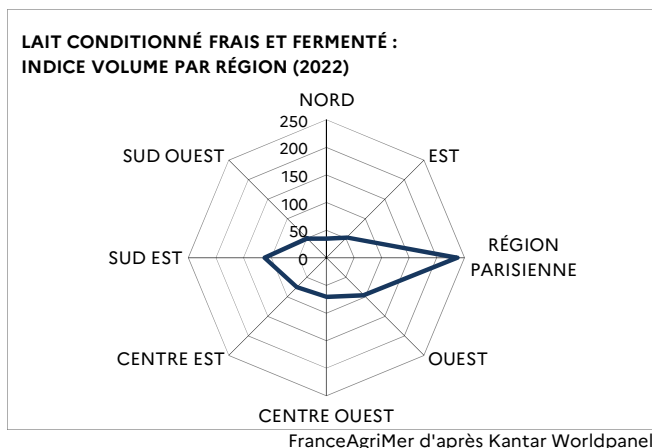 LAIT CONDITIONNÉ FRAIS ET FERMENTÉ :
INDICE VOLUME PAR RÉGION (2022)
NORD
EST
RÉGION
PARISIENNE
OUEST
CENTRE OUEST
CENTRE EST
SUD EST
SUD OUEST
250
200
150
100
50
0
FranceAgriMer d'après Kantar Worldpanel